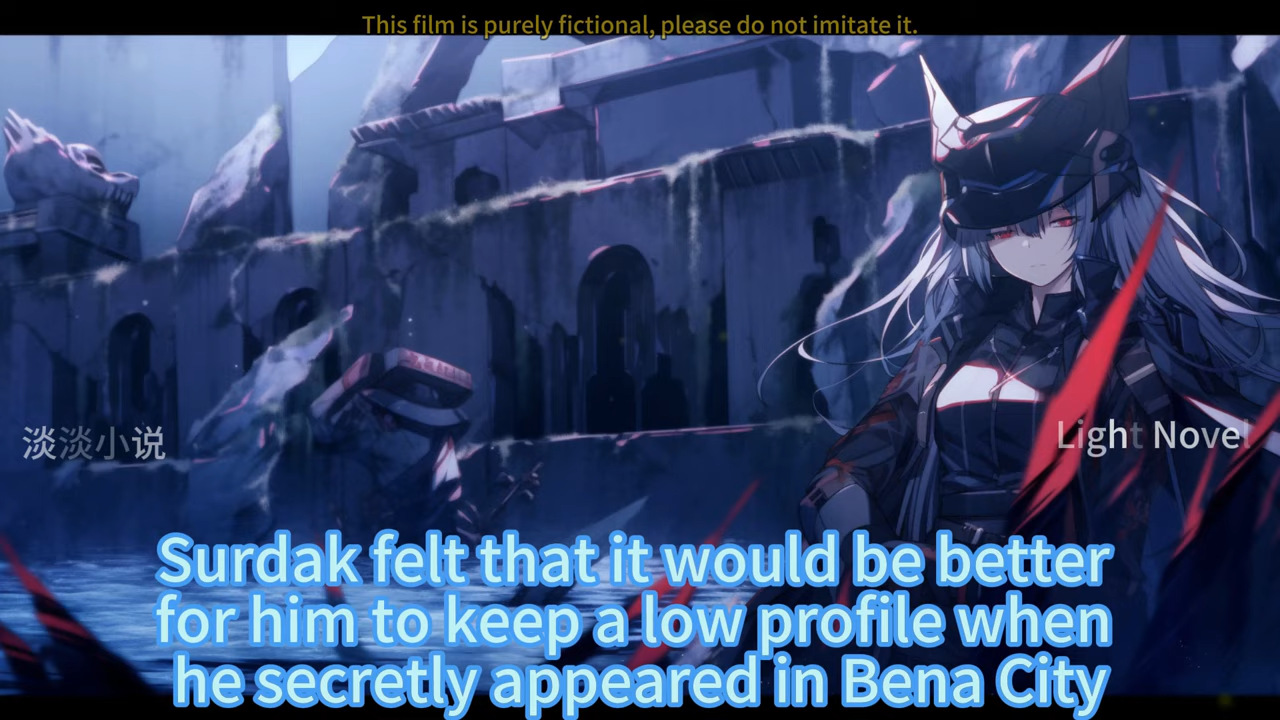 This film is purely fictional, please do not imitate it.
淡淡小说
Light Novel
Surdak felt that it would be better
for him to keep a low profile when
he secretly appeared in Bena City